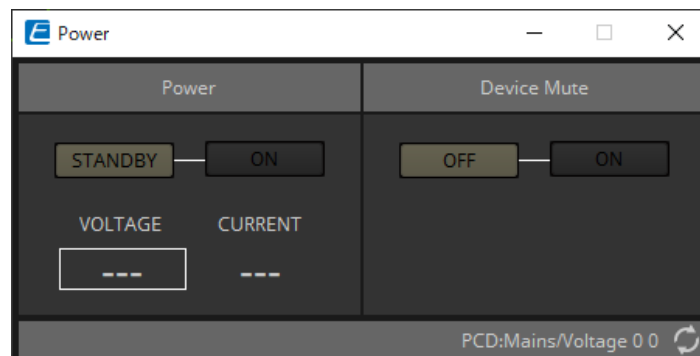 Power
Power
Device Mute
STANDBY ON
OFF ON
VOLTAGE CURRENT
--- ---
PCD:Mains/Voltage 0 0